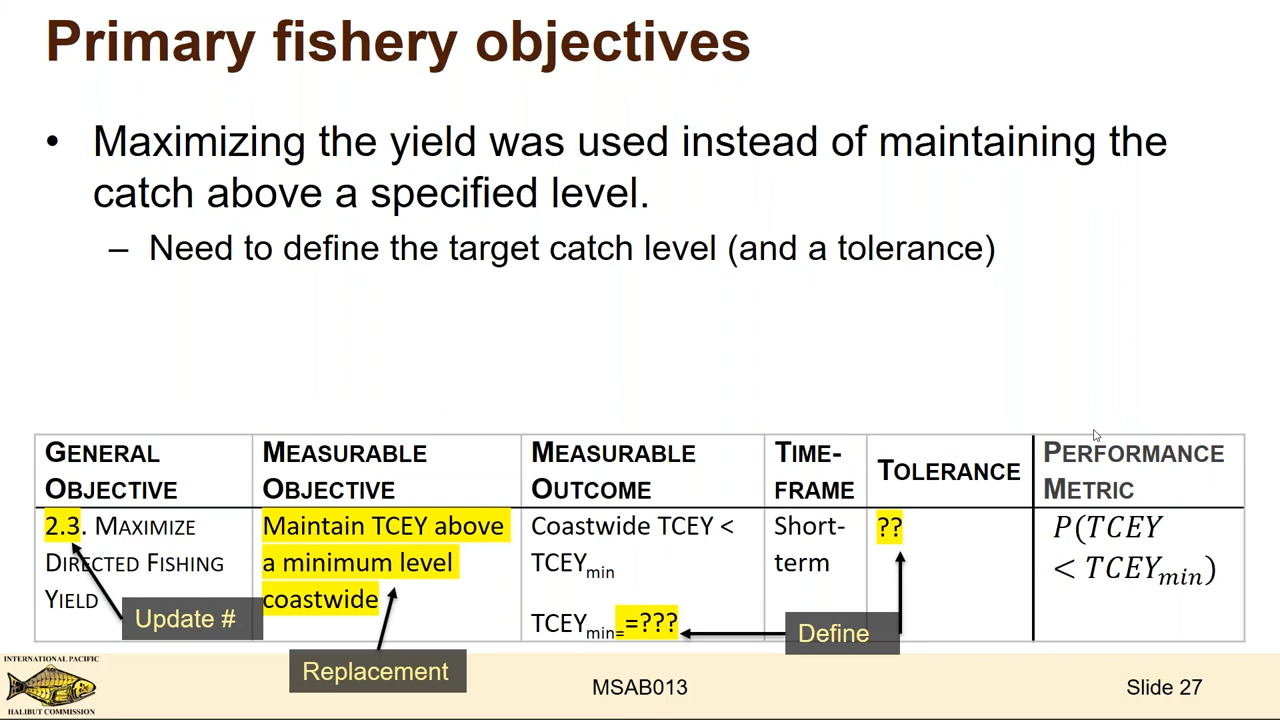 Primary fishery objectives
• Maximizing the yield was used instead of maintaining the
catch above a specified level.
– Need to define the target catch level (and a tolerance)
GENERAL
OBJECTIVE
MEASURABLE
OBJECTIVE
MEASURABLE
OUTCOME
TIME-
FRAME
TOLERANCE
PERFORMANCE
METRIC
2.3. MAXIMIZE
DIRECTED FISHING
YIELD
Maintain TCEY above
a minimum level
coastwide
Coastwide TCEY <
TCEYmin
TCEYmin= =???
Short-
term
??
P(TCEY
< TCEYmin)
Update #
Replacement
Define
INTERNATIONAL PACIFIC
HALIBUT COMMISSION
MSAB013
Slide 27